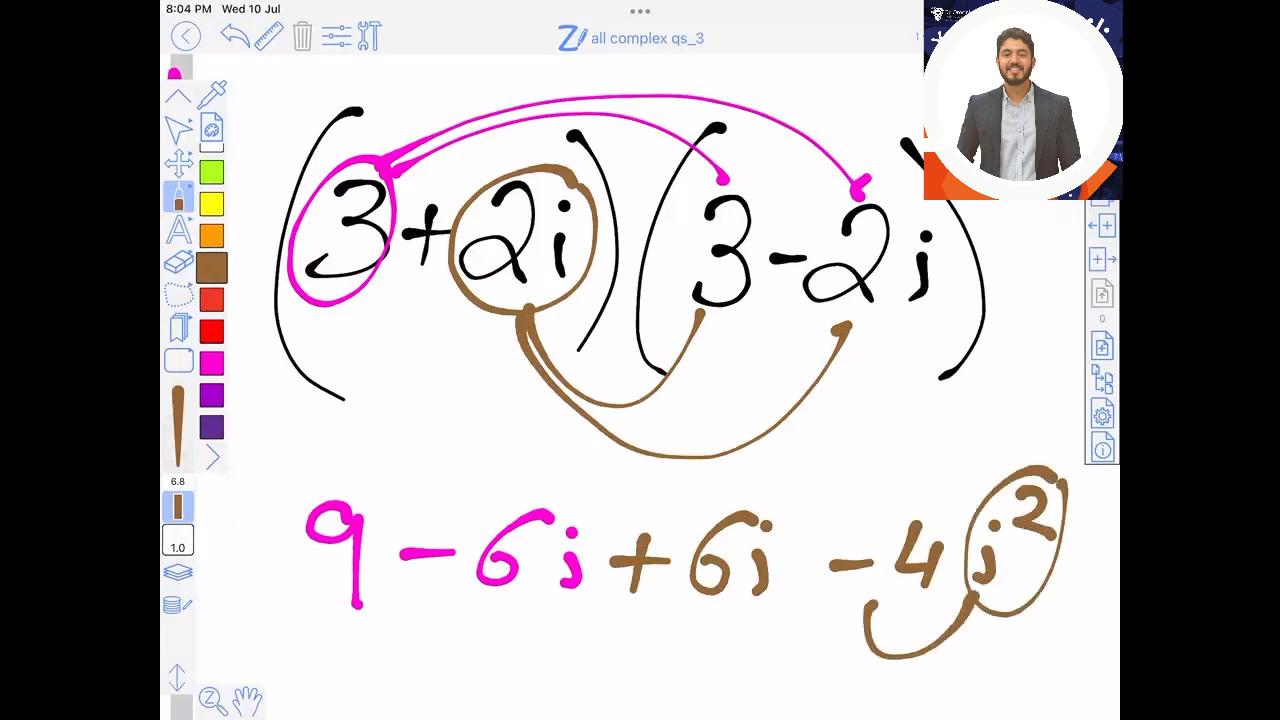 8:04 PM Wed 10 Jul
all complex qs_3
(3+2i)(3-2i)
9-6i+6i-4i²
6.8
1.0
0